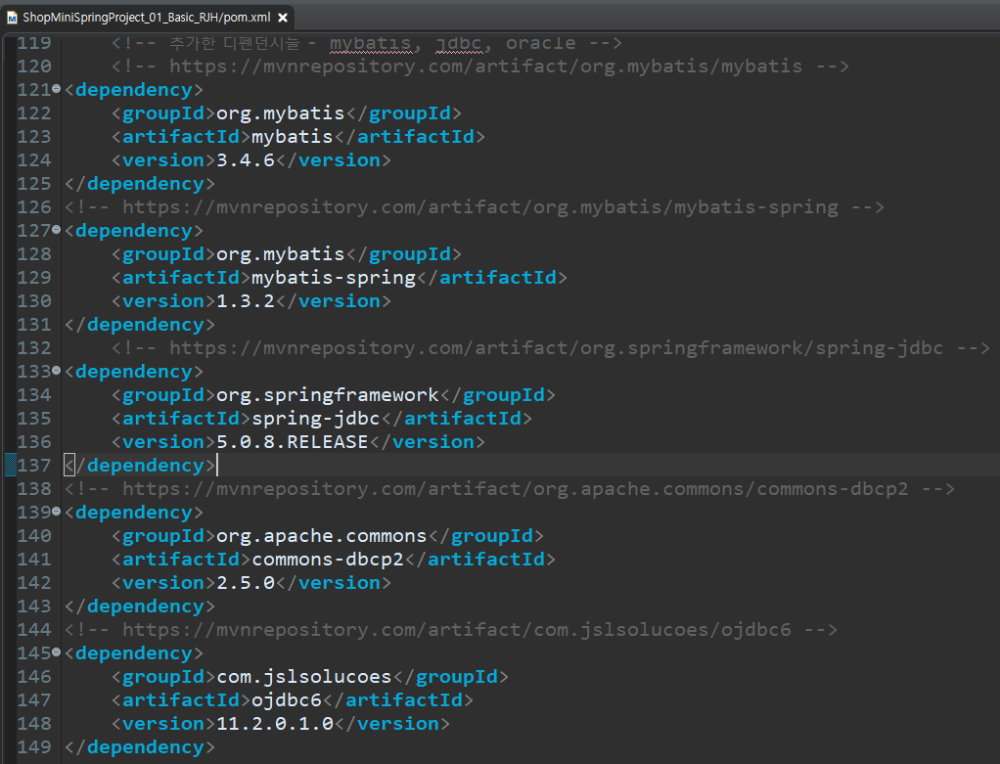 ShopMiniSpringProject_01_Basic_RJH/pom.xml
119 <!-- 추가한 디펜던시들 - mybatis, jdbc, oracle -->
120 <!-- https://mvnrepository.com/artifact/org.mybatis/mybatis -->
121 <dependency>
122 <groupId>org.mybatis</groupId>
123 <artifactId>mybatis</artifactId>
124 <version>3.4.6</version>
125 </dependency>
126 <!-- https://mvnrepository.com/artifact/org.mybatis/mybatis-spring -->
127 <dependency>
128 <groupId>org.mybatis</groupId>
129 <artifactId>mybatis-spring</artifactId>
130 <version>1.3.2</version>
131 </dependency>
132 <!-- https://mvnrepository.com/artifact/org.springframework/spring-jdbc -->
133 <dependency>
134 <groupId>org.springframework</groupId>
135 <artifactId>spring-jdbc</artifactId>
136 <version>5.0.8.RELEASE</version>
137 </dependency>
138 <!-- https://mvnrepository.com/artifact/org.apache.commons/commons-dbcp2 -->
139 <dependency>
140 <groupId>org.apache.commons</groupId>
141 <artifactId>commons-dbcp2</artifactId>
142 <version>2.5.0</version>
143 </dependency>
144 <!-- https://mvnrepository.com/artifact/com.jslsolucoes/ojdbc6 -->
145 <dependency>
146 <groupId>com.jslsolucoes</groupId>
147 <artifactId>ojdbc6</artifactId>
148 <version>11.2.0.1.0</version>
149 </dependency>